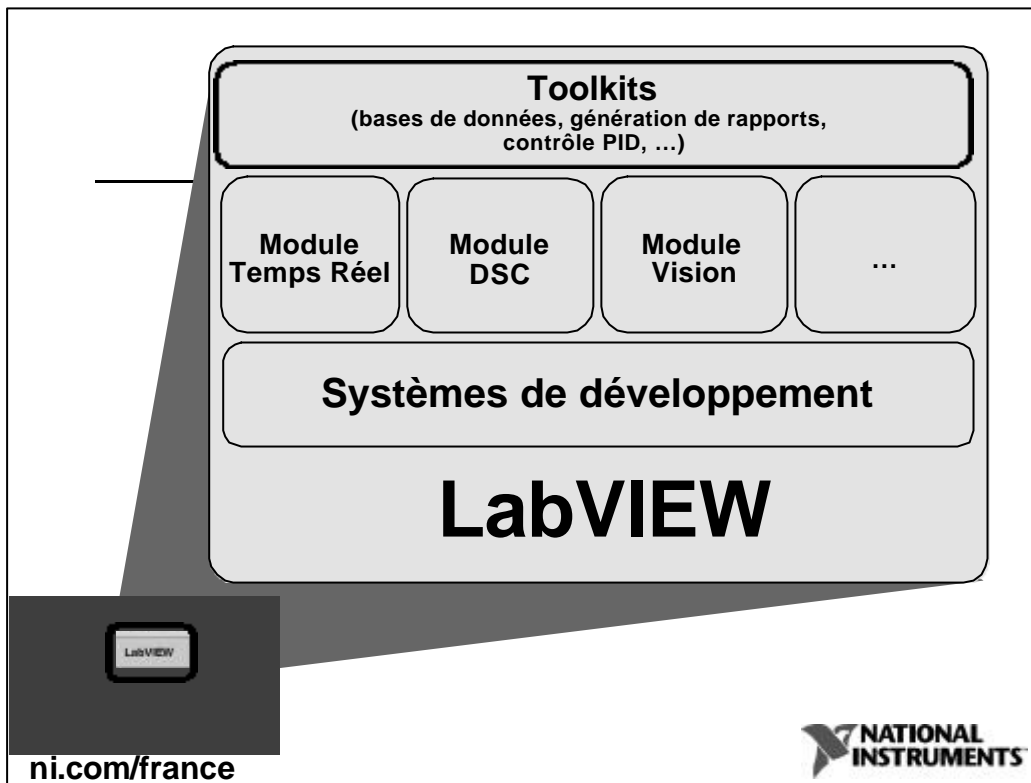 Toolkits
(bases de données, génération de rapports,
contrôle PID, …)
Module
Temps Réel
Module
DSC
Module
Vision
…
Systèmes de développement
LabVIEW
LabVIEW
ni.com/france
NATIONAL
INSTRUMENTS